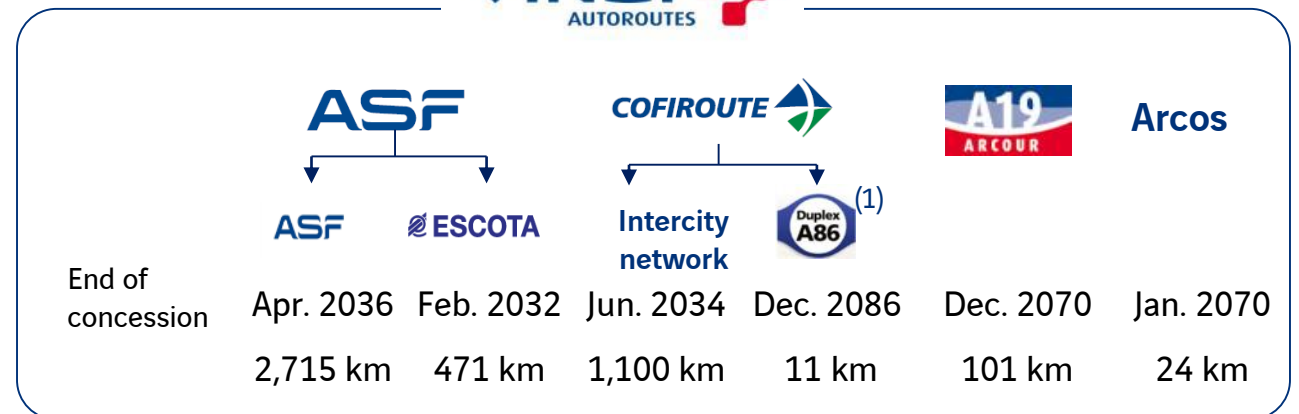 AUTOROUTES
ASF COFIROUTE A19 Arcos
ARCOUR
ASF ESCOTA Intercity network Duplex A86 (1)
End of concession Apr. 2036 Feb. 2032 Jun. 2034 Dec. 2086 Dec. 2070 Jan. 2070
2,715 km 471 km 1,100 km 11 km 101 km 24 km